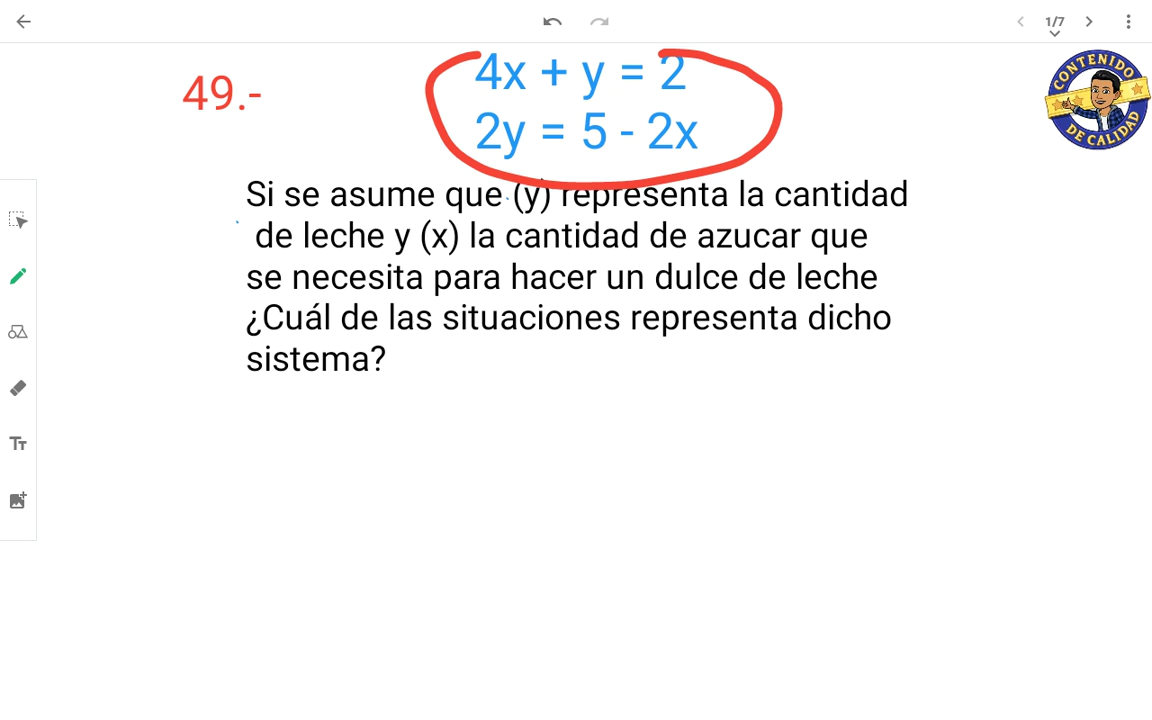 1/7
49.-
4x + y = 2
2y = 5 - 2x
CONTENIDO
DE CALIDAD
Si se asume que (y) representa la cantidad
de leche y (x) la cantidad de azucar que
se necesita para hacer un dulce de leche
¿Cuál de las situaciones representa dicho
sistema?
Tт